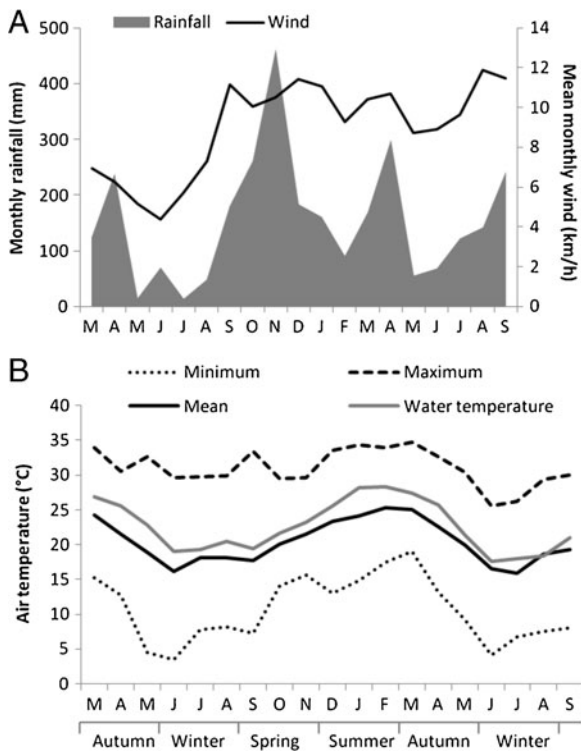 A
Rainfall
Wind
Monthly rainfall (mm)
500
400
300
200
100
0
Mean monthly wind (km/h)
14
12
10
8
6
4
2
0
M A M J J A S O N D J F M A M J J A S
B
Minimum
Maximum
Mean
Water temperature
Air temperature (°C)
40
35
30
25
20
15
10
5
0
M A M J J A S O N D J F M A M J J A S
Autumn Winter Spring Summer Autumn Winter